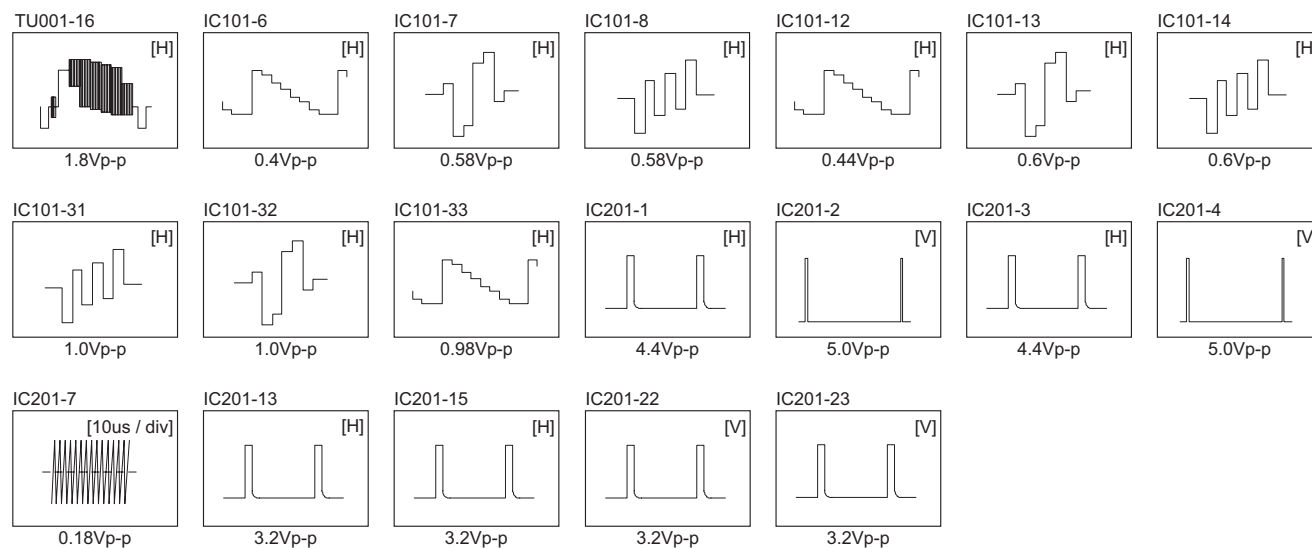 TU001-16 IC101-6 IC101-7 IC101-8 IC101-12 IC101-13 IC101-14
[H] [H] [H] [H] [H] [H] [H
1.8Vp-p 0.4Vp-p 0.58Vp-p 0.58Vp-p 0.44Vp-p 0.6Vp-p 0.6Vp-p
IC101-31 IC101-32 IC101-33 IC201-1 IC201-2 IC201-3 IC201-4
[H] [H] [H] [H] [V] [H] [V
1.0Vp-p 1.0Vp-p 0.98Vp-p 4.4Vp-p 5.0Vp-p 4.4Vp-p 5.0Vp-p
IC201-7 IC201-13 IC201-15 IC201-22 IC201-23
[10us / div] [H] [H] [V] [V]
0.18Vp-p 3.2Vp-p 3.2Vp-p 3.2Vp-p 3.2Vp-p